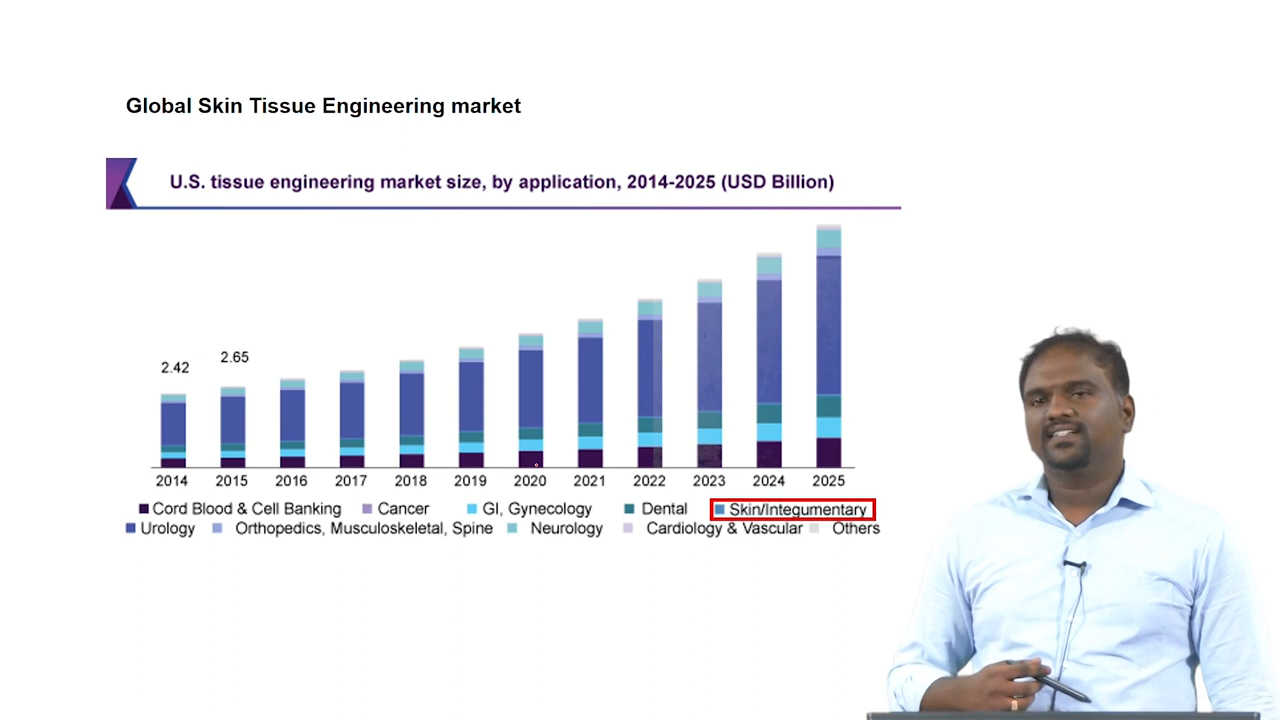 Global Skin Tissue Engineering market
U.S. tissue engineering market size, by application, 2014-2025 (USD Billion)
2.42
2.65
2014 2015 2016 2017 2018 2019 2020 2021 2022 2023 2024 2025
Cord Blood & Cell Banking Cancer GI, Gynecology Dental Skin/Integumentary
Urology Orthopedics, Musculoskeletal, Spine Neurology Cardiology & Vascular Others